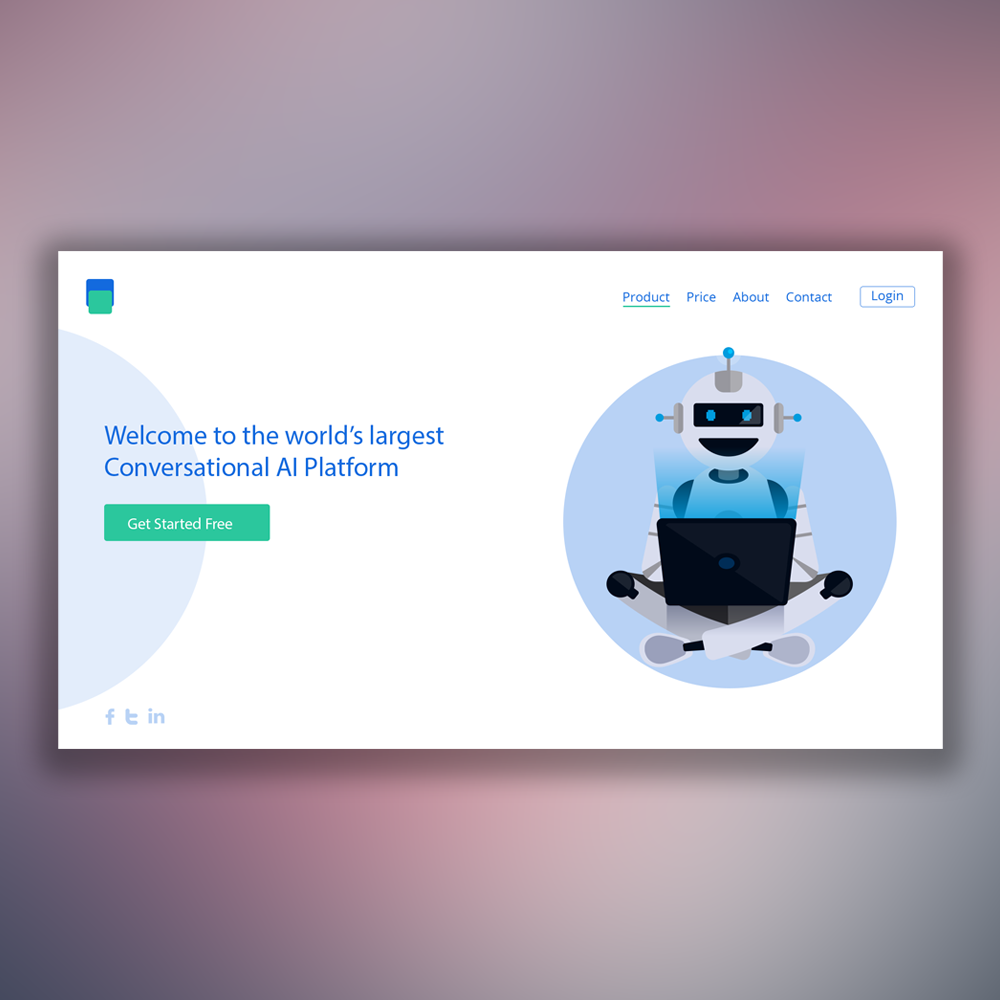 Product Price About Contact Login
Welcome to the world's largest
Conversational AI Platform
Get Started Free